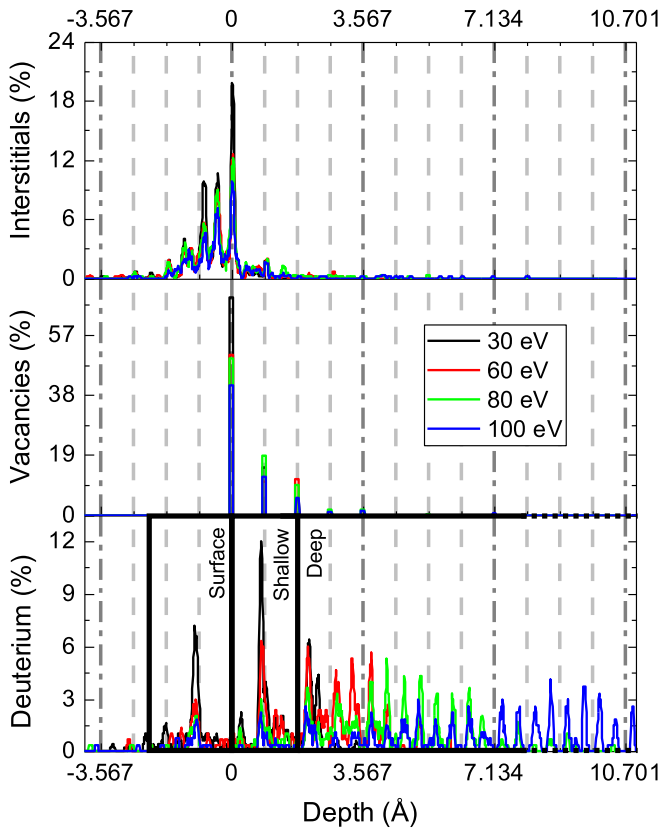 -3.567 0 3.567 7.134 10.701
24
18
12
6
0
Interstitials (%)
57
38
19
0
Vacancies (%)
30 eV
60 eV
80 eV
100 eV
12
9
6
3
0
Deuterium (%)
Surface
Shallow
Deep
-3.567 0 3.567 7.134 10.701
Depth (Å)